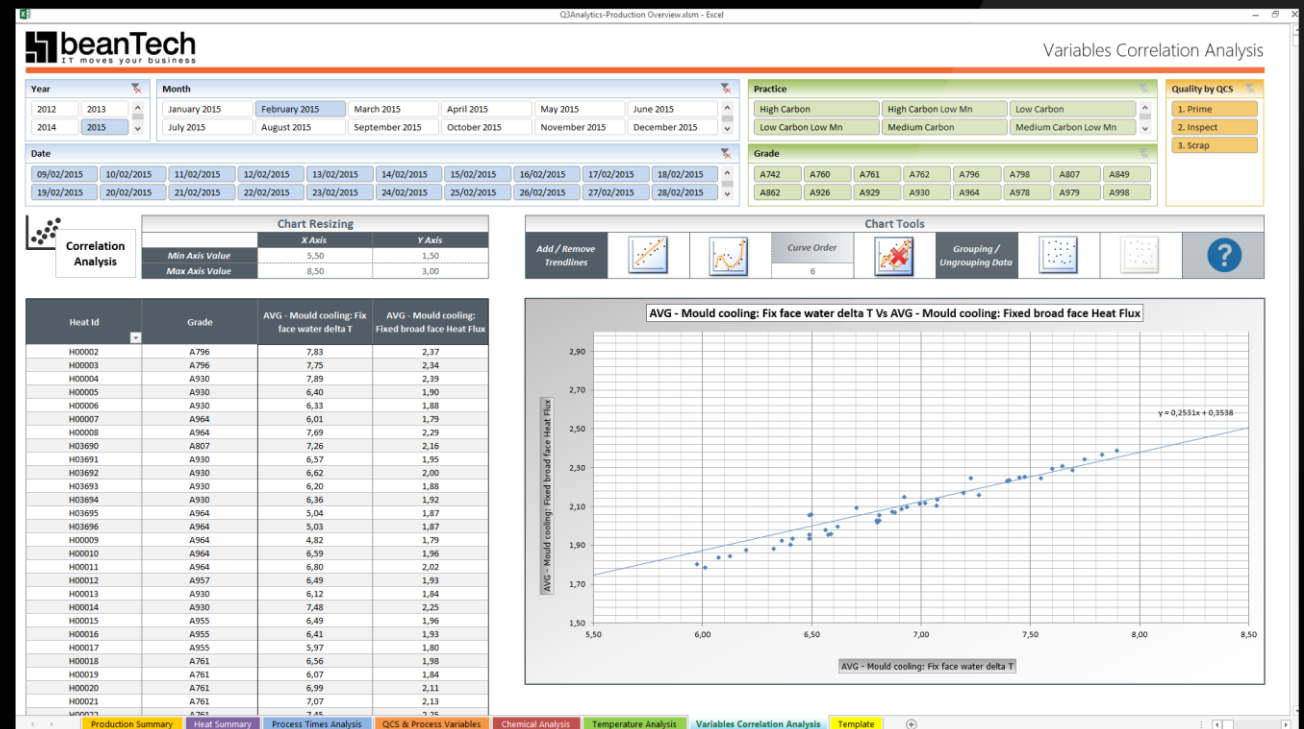 Q3Analytics-Production Overview.xlsm - Excel
beanTech
IT moves your business
Variables Correlation Analysis
Year
2012 2013
2014 2015
Month
January 2015 February 2015 March 2015 April 2015 May 2015 June 2015
July 2015 August 2015 September 2015 October 2015 November 2015 December 2015
Practice
High Carbon High Carbon Low Mn Low Carbon
Low Carbon Low Mn Medium Carbon Medium Carbon Low Mn
Quality by QCS
1. Prime
2. Inspect
3. Scrap
Date
09/02/2015 10/02/2015 11/02/2015 12/02/2015 13/02/2015 14/02/2015 15/02/2015 16/02/2015 17/02/2015 18/02/2015
19/02/2015 20/02/2015 21/02/2015 22/02/2015 23/02/2015 24/02/2015 25/02/2015 26/02/2015 27/02/2015 28/02/2015
Grade
A742 A760 A761 A762 A796 A798 A807 A849
A862 A926 A929 A930 A964 A978 A979 A998
Correlation
Analysis
Chart Resizing
X Axis Y Axis
Min Axis Value 5,50 1,50
Max Axis Value 8,50 3,00
Chart Tools
Add / Remove
Trendlines
Curve Order
6
Grouping /
Ungrouping Data
?
Heat Id Grade AVG - Mould cooling: Fix face water delta T AVG - Mould cooling: Fixed broad face Heat Flux
H00002 A796 7,83 2,37
H00003 A796 7,75 2,34
H00004 A930 7,89 2,39
H00005 A930 6,40 1,90
H00006 A930 6,33 1,88
H00007 A964 6,01 1,79
H00008 A964 7,69 2,29
H03690 A807 7,26 2,16
H03691 A930 6,57 1,95
H03692 A930 6,62 2,00
H03693 A930 6,20 1,88
H03694 A930 6,36 1,92
H03695 A964 5,04 1,87
H03696 A964 5,03 1,87
H00009 A964 4,82 1,79
H00010 A964 6,59 1,96
H00011 A964 6,80 2,02
H00012 A957 6,49 1,93
H00013 A930 6,12 1,84
H00014 A930 7,48 2,25
H00015 A955 6,49 1,96
H00016 A955 6,41 1,93
H00017 A955 5,97 1,80
H00018 A761 6,56 1,98
H00019 A761 6,07 1,84
H00020 A761 6,99 2,11
H00021 A761 7,07 2,13
H00022 A761 7,45 2,25
AVG - Mould cooling: Fix face water delta T Vs AVG - Mould cooling: Fixed broad face Heat Flux
AVG - Mould cooling: Fixed broad face Heat Flux
2,90
2,70
2,50
2,30
2,10
1,90
1,70
1,50
y = 0,2531x + 0,3538
5,50 6,00 6,50 7,00 7,50 8,00 8,50
AVG - Mould cooling: Fix face water delta T
Production Summary Heat Summary Process Times Analysis QCS & Process Variables Chemical Analysis Temperature Analysis Variables Correlation Analysis Template